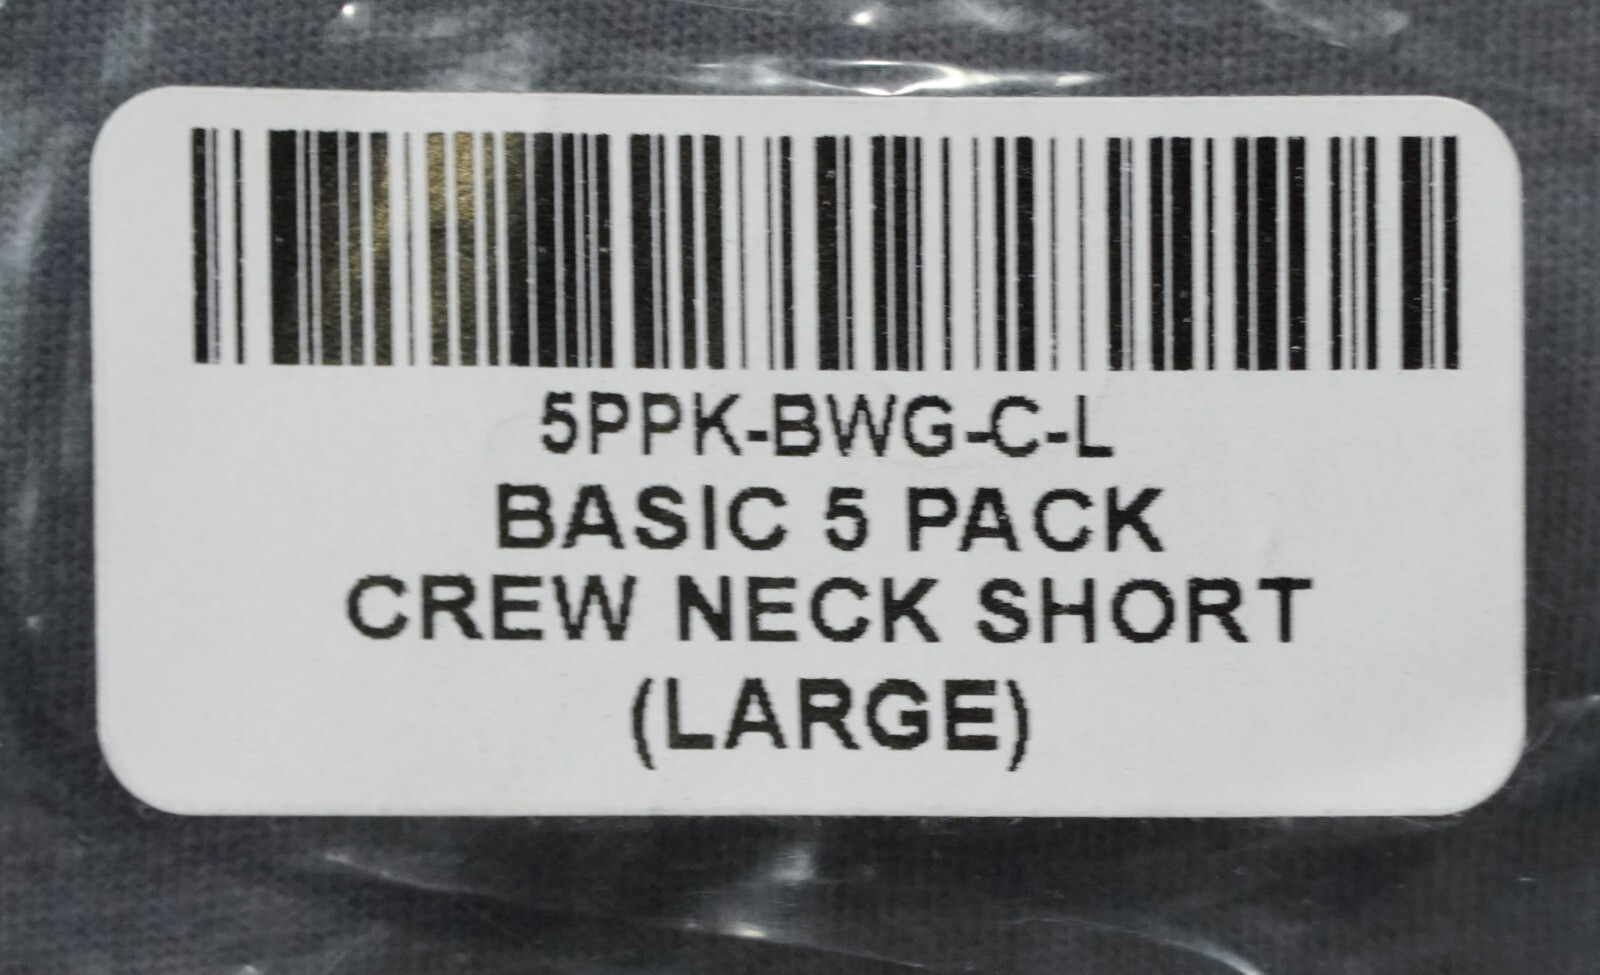 5PPK-BWG-C-L
BASIC 5 PACK
CREW NECK SHORT
(LARGE)